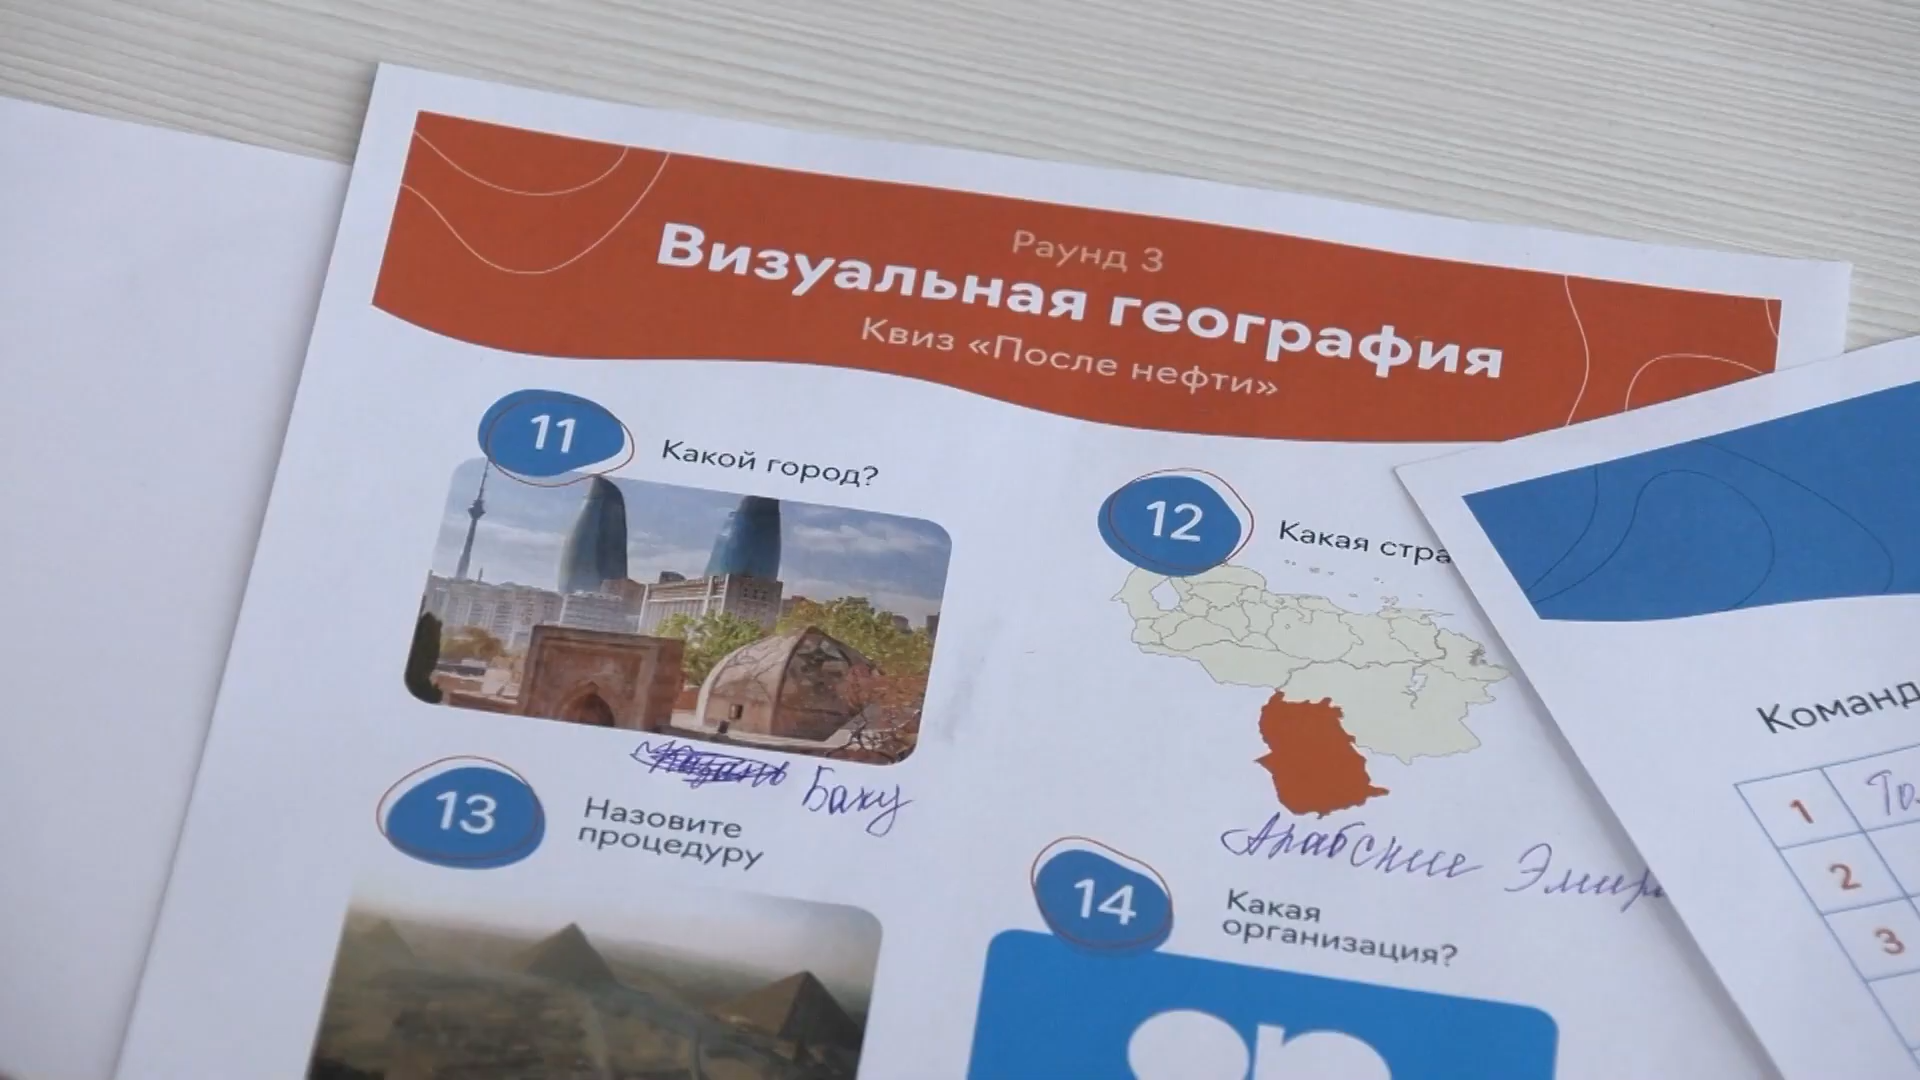 Раунд 3
Визуальная география
Квиз «После нефти»
11
Какой город?
12
Какая стра
Баку
Арабские Эмир
13
Назовите
процедуру
14
Какая
организация?
Команд
1
То
2
3